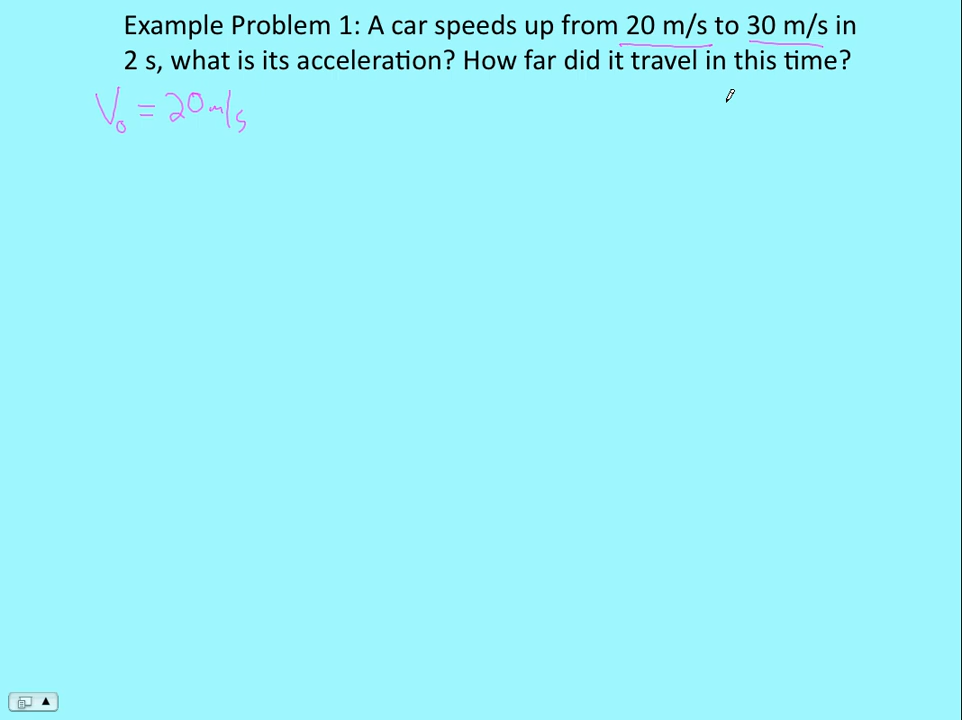 Example Problem 1: A car speeds up from 20 m/s to 30 m/s in
2 s, what is its acceleration? How far did it travel in this time?
V₀ = 20 m/s